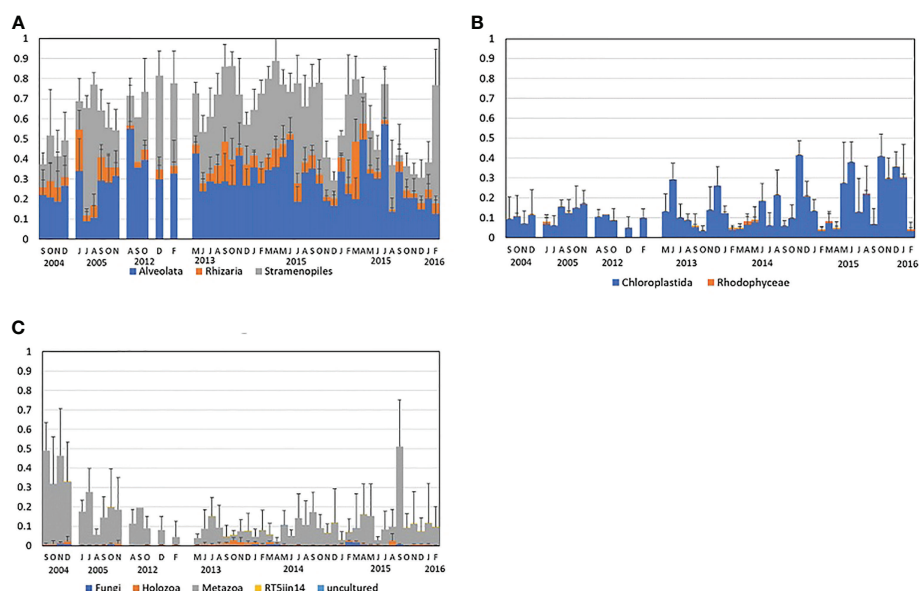 A
1
0.9
0.8
0.7
0.6
0.5
0.4
0.3
0.2
0.1
0
S O N D J J A S O N A S O D F M J J A S O N D J F M A M J J A S O N D J F M A M J J A S O N D J F
2004 2005 2012 2013 2014 2015 2016
Alveolata Rhizaria Stramenopiles
B
1
0.9
0.8
0.7
0.6
0.5
0.4
0.3
0.2
0.1
0
S O N D J J A S O N A S O D F M J J A S O N D J F M A M J J A S O N D J F M A M J J A S O N D J F
2004 2005 2012 2013 2014 2015 2016
Chloroplastida Rhodophyceae
C
1
0.9
0.8
0.7
0.6
0.5
0.4
0.3
0.2
0.1
0
S O N D J J A S O N A S O D F M J J A S O N D J F M A M J J A S O N D J F M A M J J A S O N D J F
2004 2005 2012 2013 2014 2015 2016
Fungi Holozoa Metazoa RT5iin14 uncultured